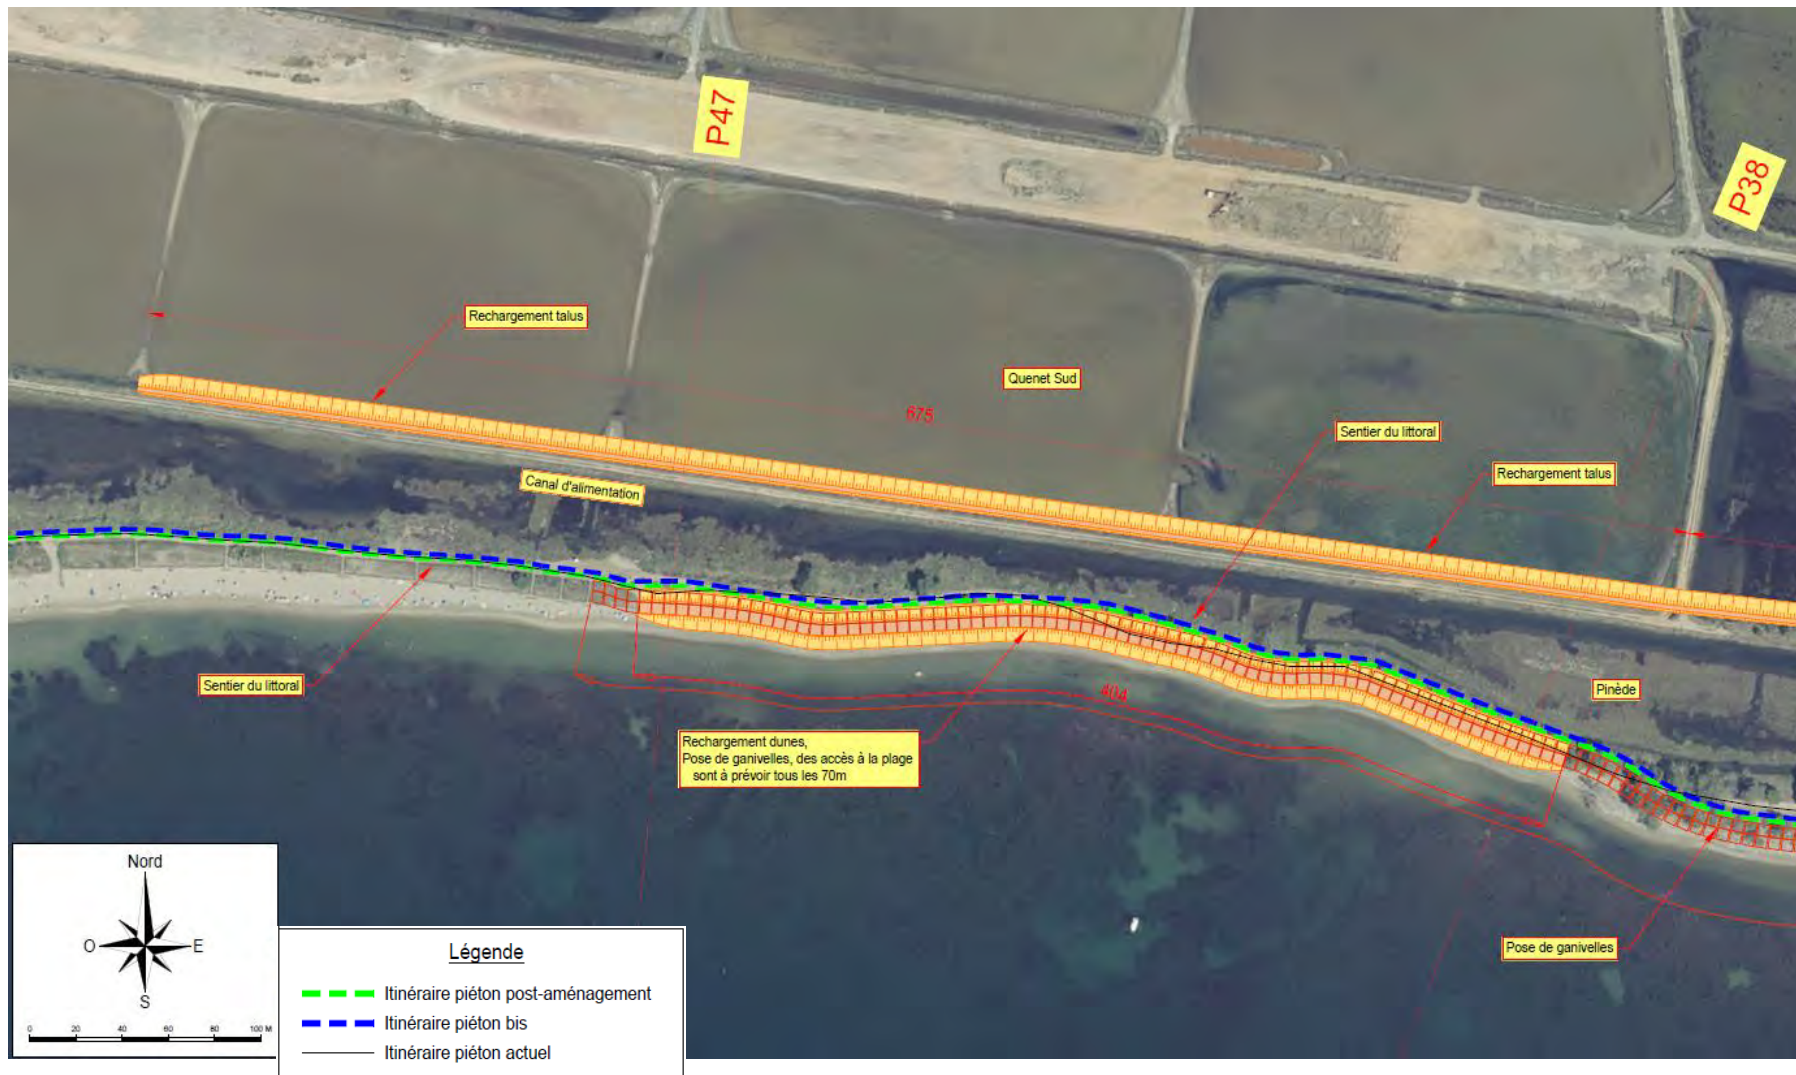 P47
P38
Rechargement talus
Quenet Sud
675
Sentier du littoral
Rechargement talus
Canal d'alimentation
Sentier du littoral
404
Pinède
Rechargement dunes,
Pose de ganivelles, des accès à la plage
sont à prévoir tous les 70m
Pose de ganivelles
Nord
O
E
S
0 20 40 60 80 100 M
Légende
Itinéraire piéton post-aménagement
Itinéraire piéton bis
Itinéraire piéton actuel